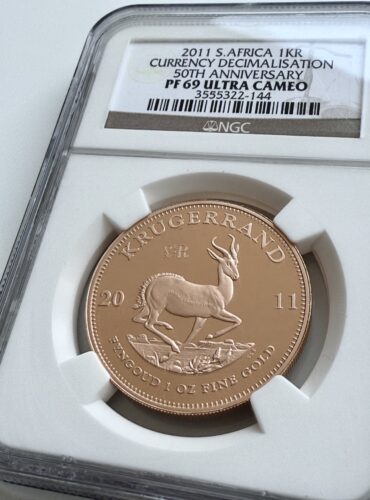 2011 S.AFRICA 1KR
CURRENCY DECIMALISATION
50TH ANNIVERSARY
PF 69 ULTRA CAMEO
3555322-144
NGC
KRUGERRAND
20 11
FYNGOUD 1 OZ FINE GOLD